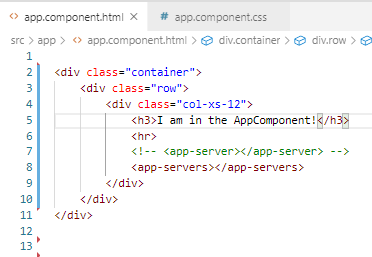 app.component.html
app.component.css
src > app > app.component.html > div.container > div.row >
1
2 <div class="container">
3 <div class="row">
4 <div class="col-xs-12">
5 <h3>I am in the AppComponent!</h3>
6 <hr>
7 <!-- <app-server></app-server> -->
8 <app-servers></app-servers>
9 </div>
10 </div>
11 </div>
12
13